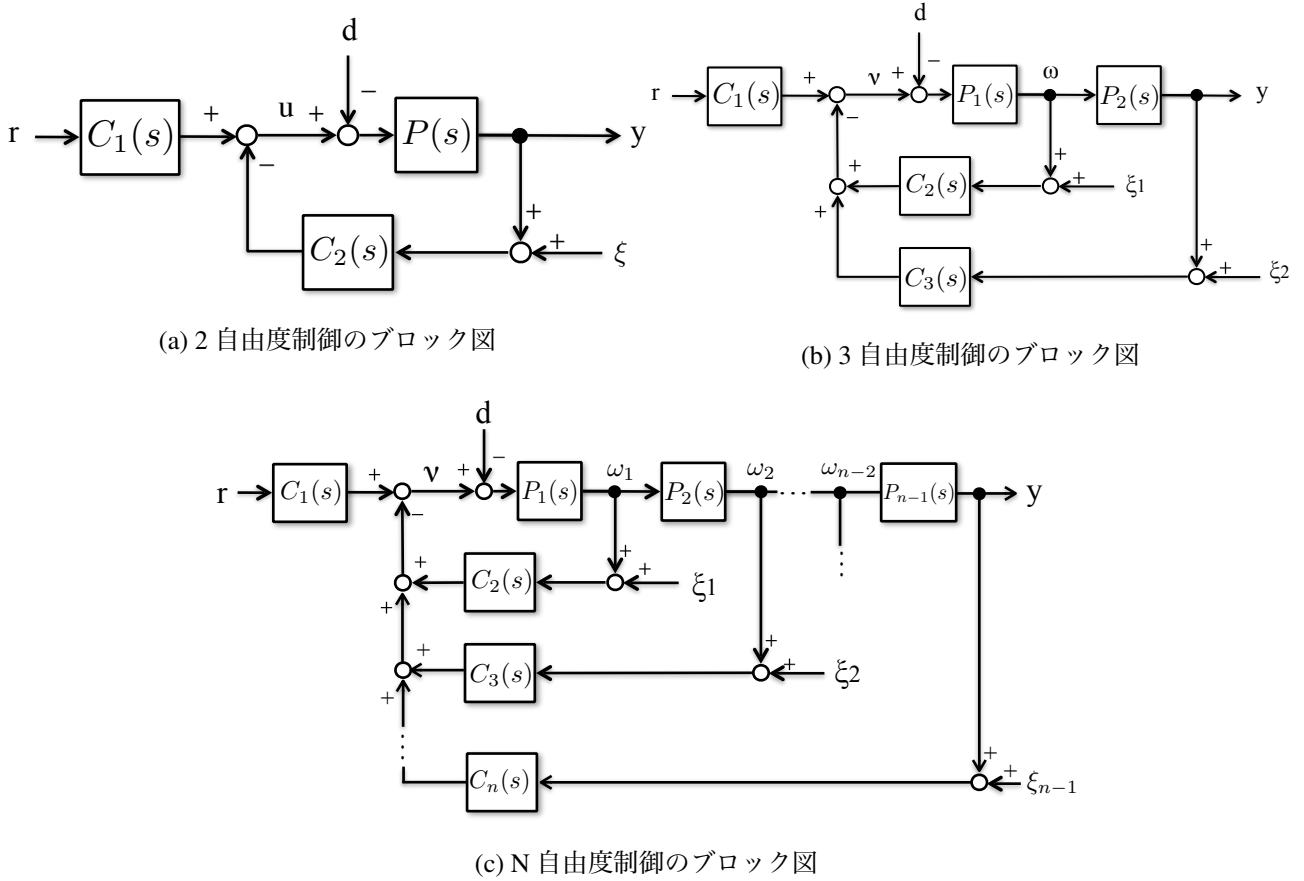 d
r C₁(s) + − u + − P(s) y
+
C₂(s) + ξ
(a) 2 自由度制御のブロック図
d
r C₁(s) + − ν + − P₁(s) ω P₂(s) y
+
+ C₂(s) + ξ1
+
+
C₃(s) + ξ2
(b) 3 自由度制御のブロック図
d
r C₁(s) + − ν + − P₁(s) ω₁ P₂(s) ω₂ ··· ωₙ₋₂ Pₙ₋₁(s) y
+
+ C₂(s) + ξ1
+
+
+ C₃(s) + ξ2
+
+
Cₙ(s) + ξₙ₋₁
(c) N 自由度制御のブロック図